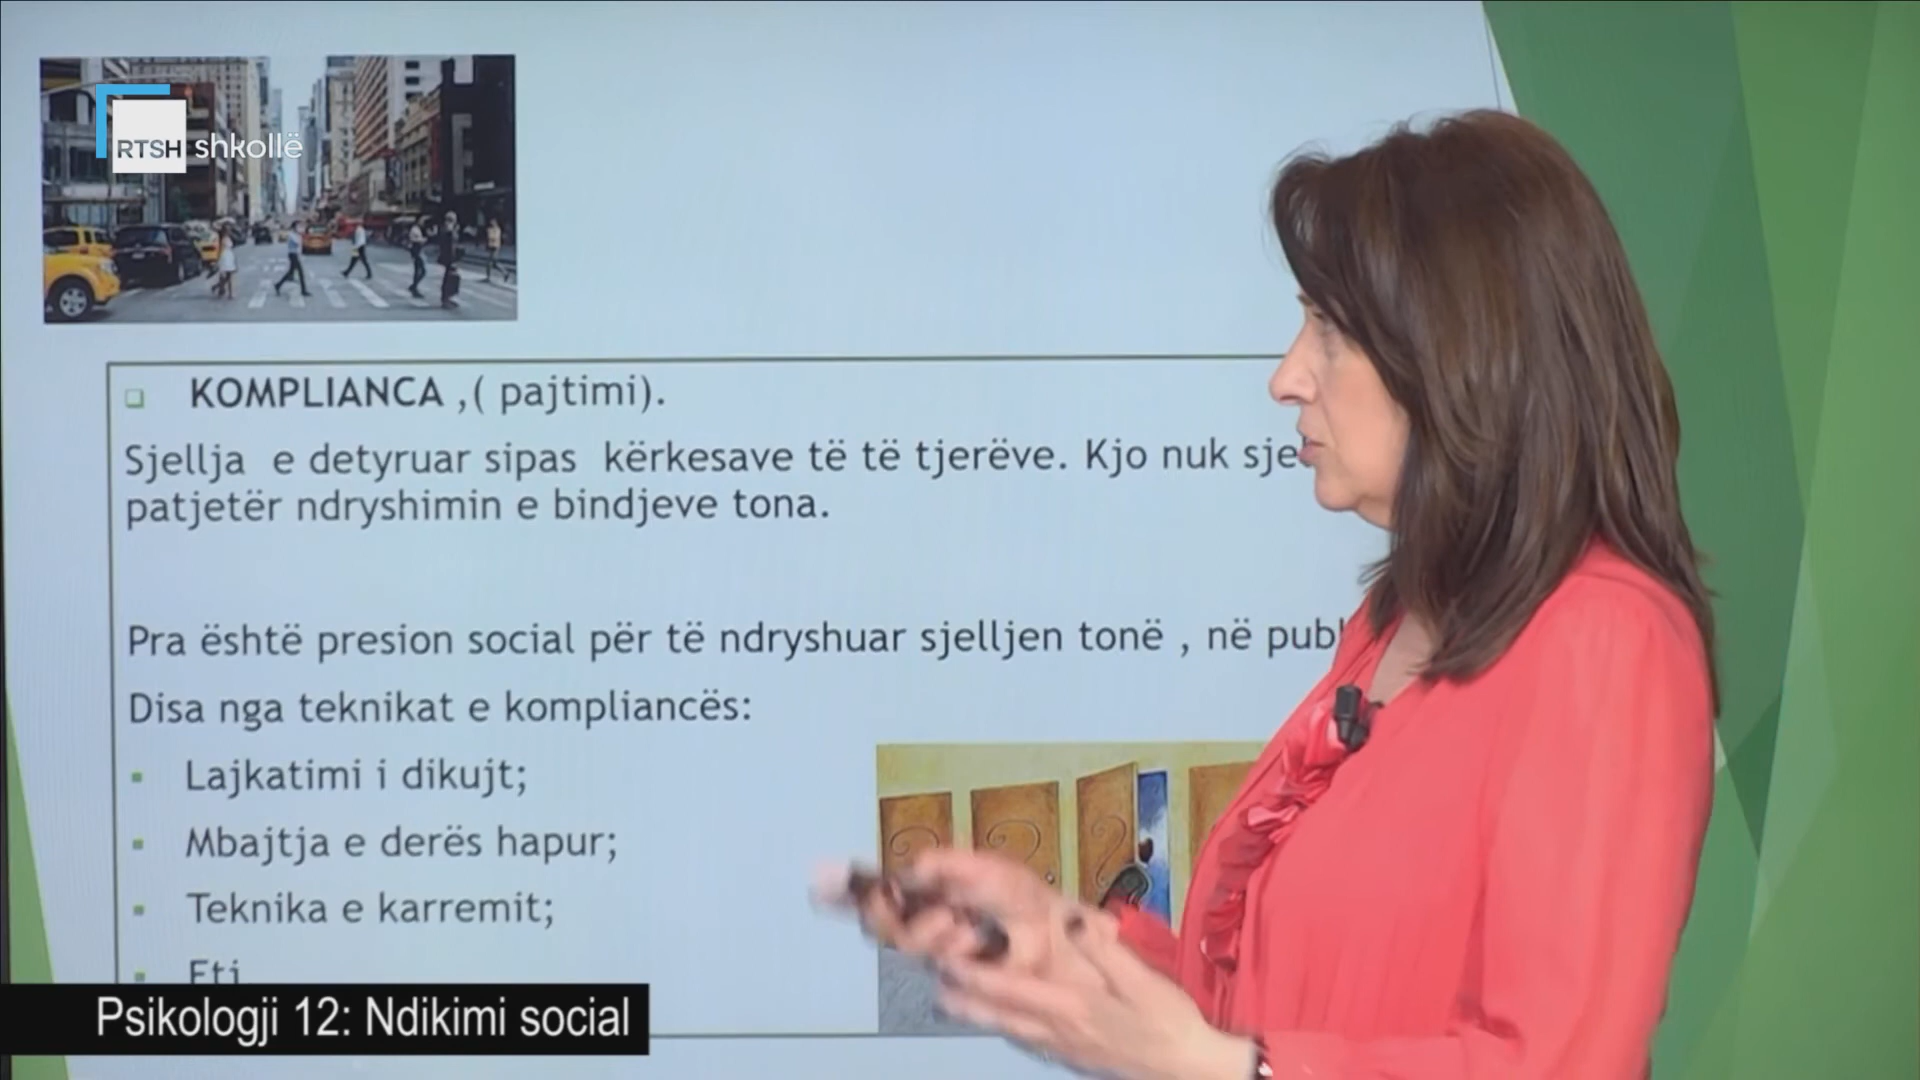 RTSH shkollë
KOMPLIANCA ,( pajtimi).
Sjellja e detyruar sipas kërkesave të të tjerëve. Kjo nuk
patjetër ndryshimin e bindjeve tona.
Pra është presion social për të ndryshuar sjelljen tonë , në
Disa nga teknikat e kompliancës:
Lajkatimi i dikujt;
Mbajtja e derës hapur;
Teknika e karremit;
Etj
Psikologji 12: Ndikimi social